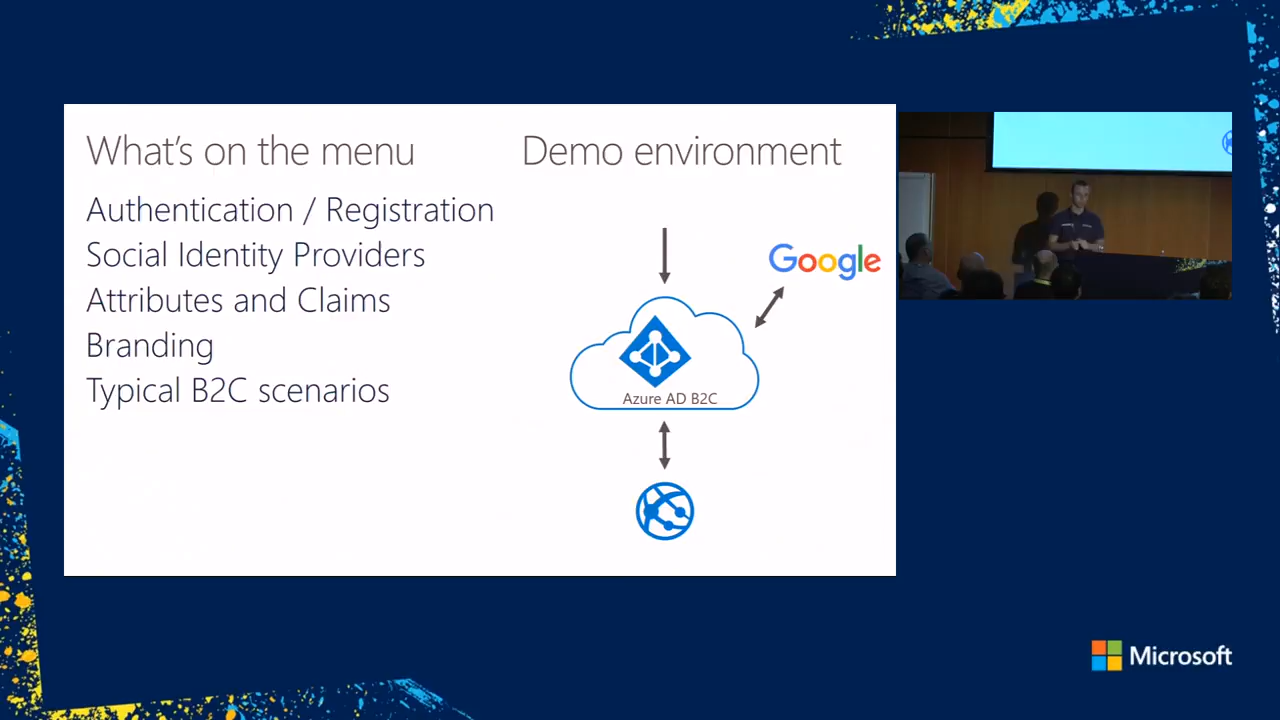 What's on the menu
Authentication / Registration
Social Identity Providers
Attributes and Claims
Branding
Typical B2C scenarios
Demo environment
Google
Azure AD B2C
Microsoft